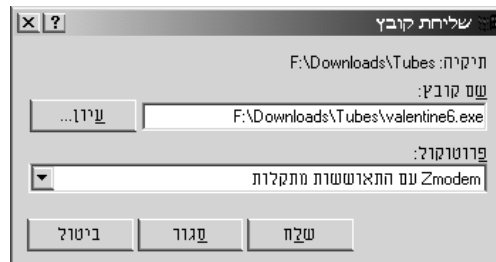 שליחת קובץ
תיקיה: F:\Downloads\Tubes
שם קובץ:
F:\Downloads\Tubes\valentine6.exe
עיון...
פרוטוקול:
Zmodem עם התאוששות מתקלות
שלח
סגור
ביטול